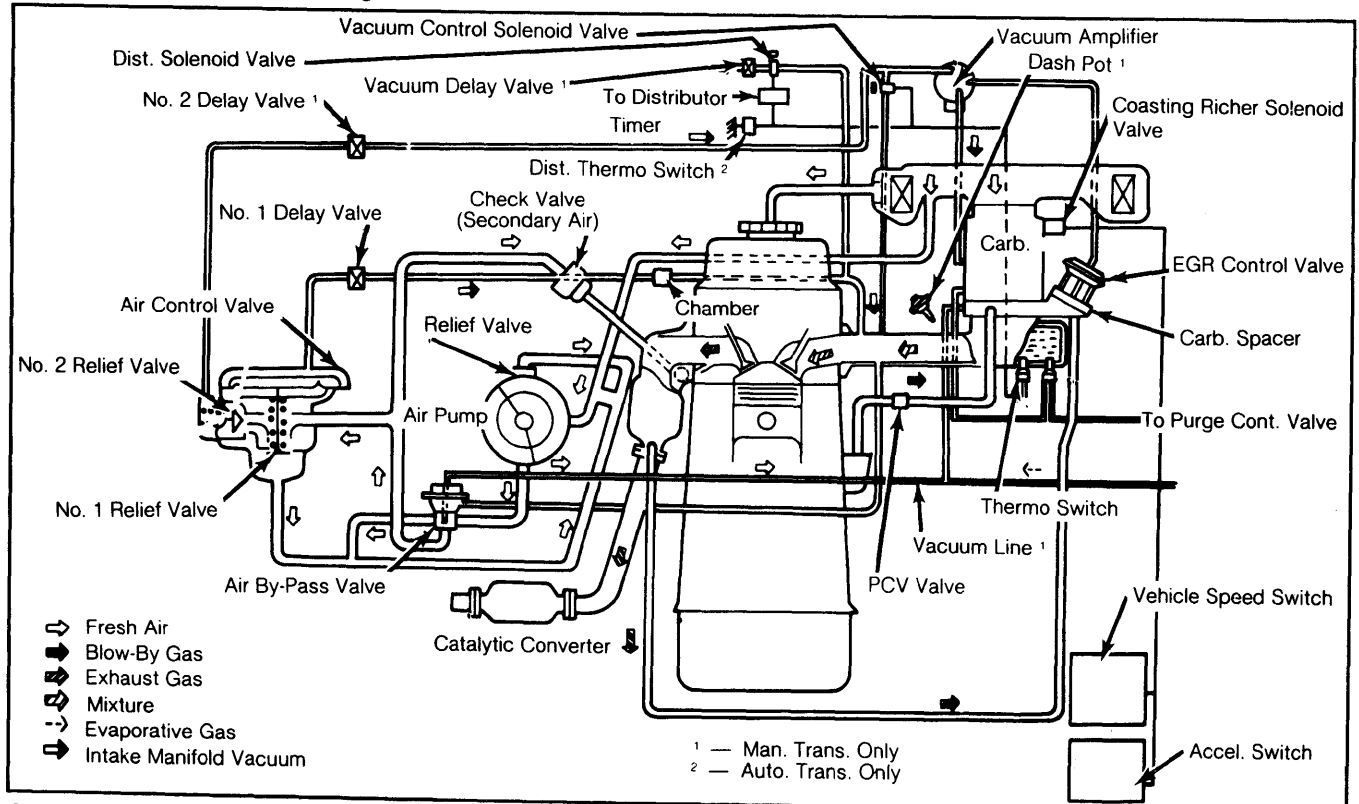 Vacuum Control Solenoid Valve
Dist. Solenoid Valve
Vacuum Delay Valve ¹
No. 2 Delay Valve ¹
To Distributor
Timer
Dist. Thermo Switch ²
Vacuum Amplifier
Dash Pot ¹
Coasting Richer Solenoid
Valve
Check Valve
(Secondary Air)
No. 1 Delay Valve
Carb.
EGR Control Valve
Air Control Valve
Chamber
Relief Valve
Carb. Spacer
No. 2 Relief Valve
Air Pump
To Purge Cont. Valve
No. 1 Relief Valve
Thermo Switch
Vacuum Line ¹
Air By-Pass Valve
PCV Valve
Vehicle Speed Switch
Catalytic Converter
Fresh Air
Blow-By Gas
Exhaust Gas
Mixture
Evaporative Gas
Intake Manifold Vacuum
¹ — Man. Trans. Only
² — Auto. Trans. Only
Accel. Switch